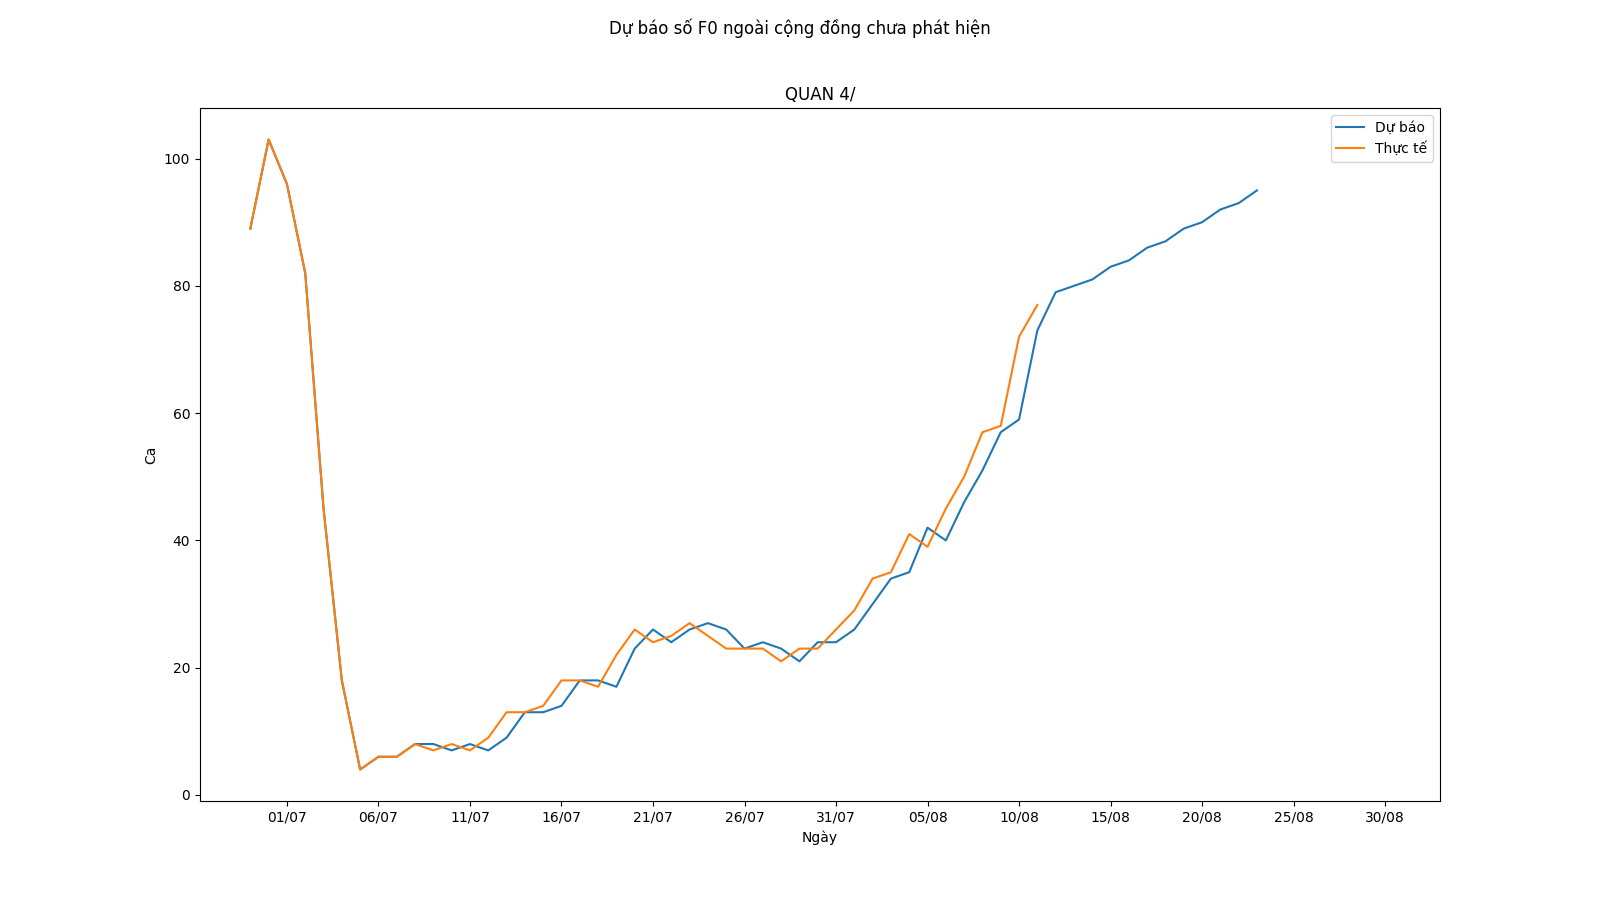 Dự báo số F0 ngoài cộng đồng chưa phát hiện
QUAN 4/
Dự báo
Thực tế
100
80
60
40
20
0
Ca
01/07 06/07 11/07 16/07 21/07 26/07 31/07 05/08 10/08 15/08 20/08 25/08 30/08
Ngày